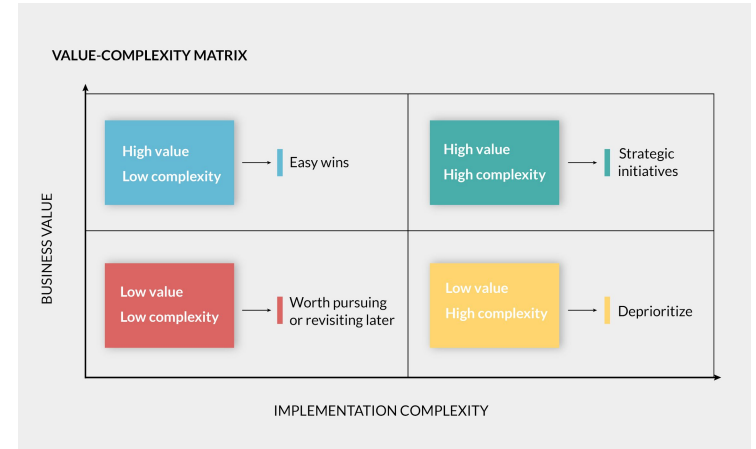 VALUE-COMPLEXITY MATRIX
BUSINESS VALUE
High value
Low complexity
Easy wins
High value
High complexity
Strategic
initiatives
Low value
Low complexity
Worth pursuing
or revisiting later
Low value
High complexity
Deprioritize
IMPLEMENTATION COMPLEXITY